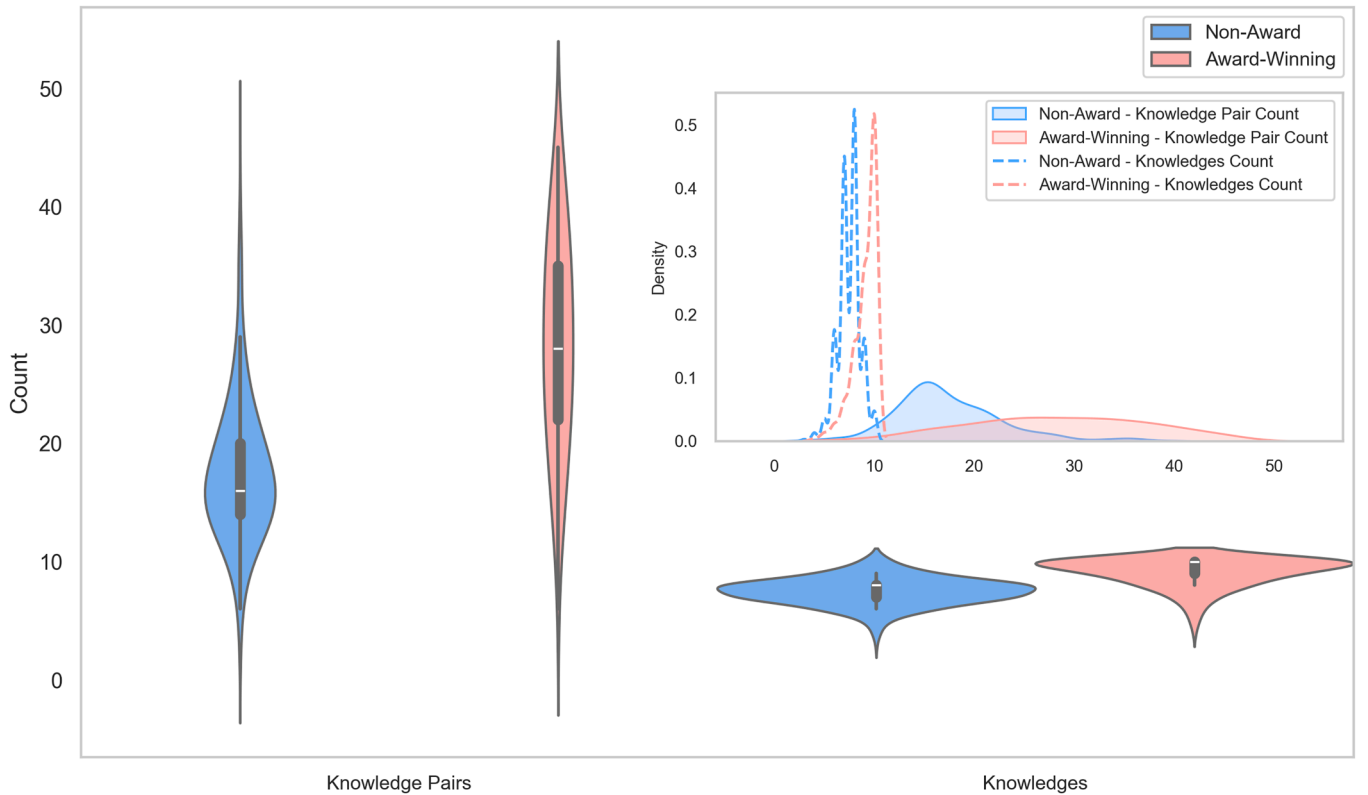 Non-Award
Award-Winning
Count
50
40
30
20
10
0
Non-Award - Knowledge Pair Count
Award-Winning - Knowledge Pair Count
Non-Award - Knowledges Count
Award-Winning - Knowledges Count
Density
0.5
0.4
0.3
0.2
0.1
0.0
0 10 20 30 40 50
Knowledge Pairs Knowledges